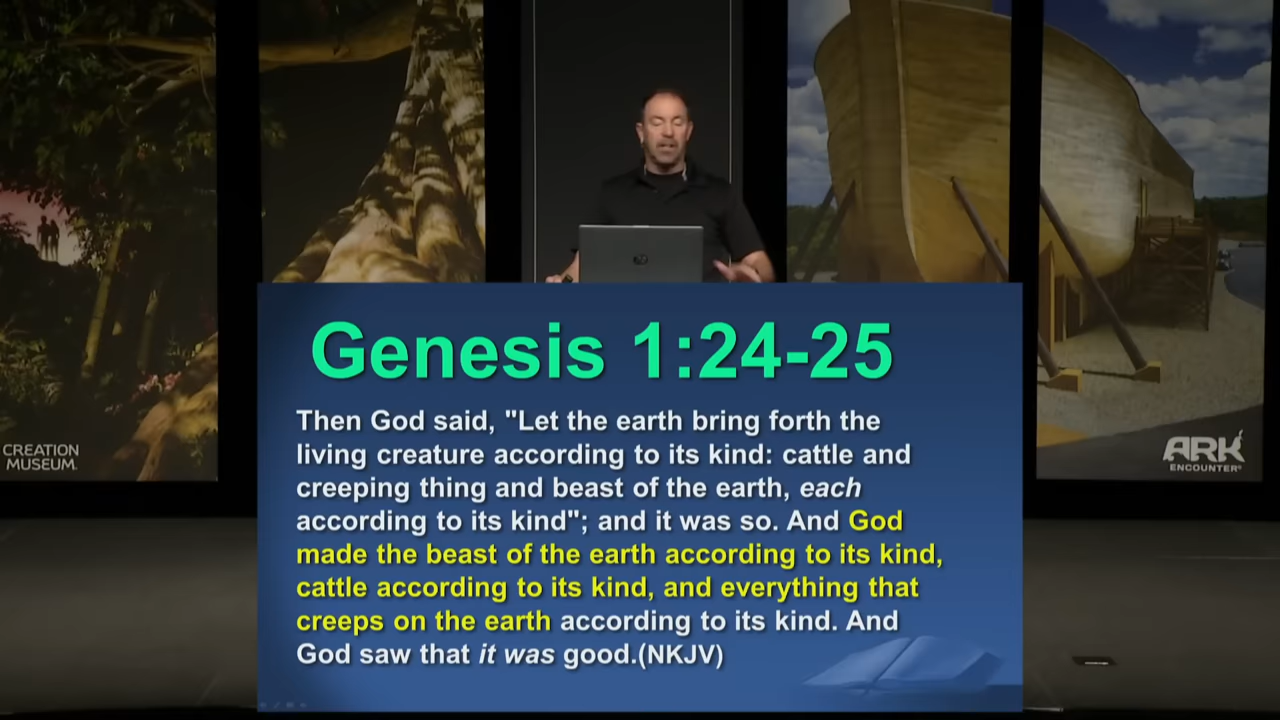 Genesis 1:24-25
Then God said, "Let the earth bring forth the
living creature according to its kind: cattle and
creeping thing and beast of the earth, each
according to its kind"; and it was so. And God
made the beast of the earth according to its kind,
cattle according to its kind, and everything that
creeps on the earth according to its kind. And
God saw that it was good.(NKJV)
CREATION
MUSEUM
ARK
ENCOUNTER
hp